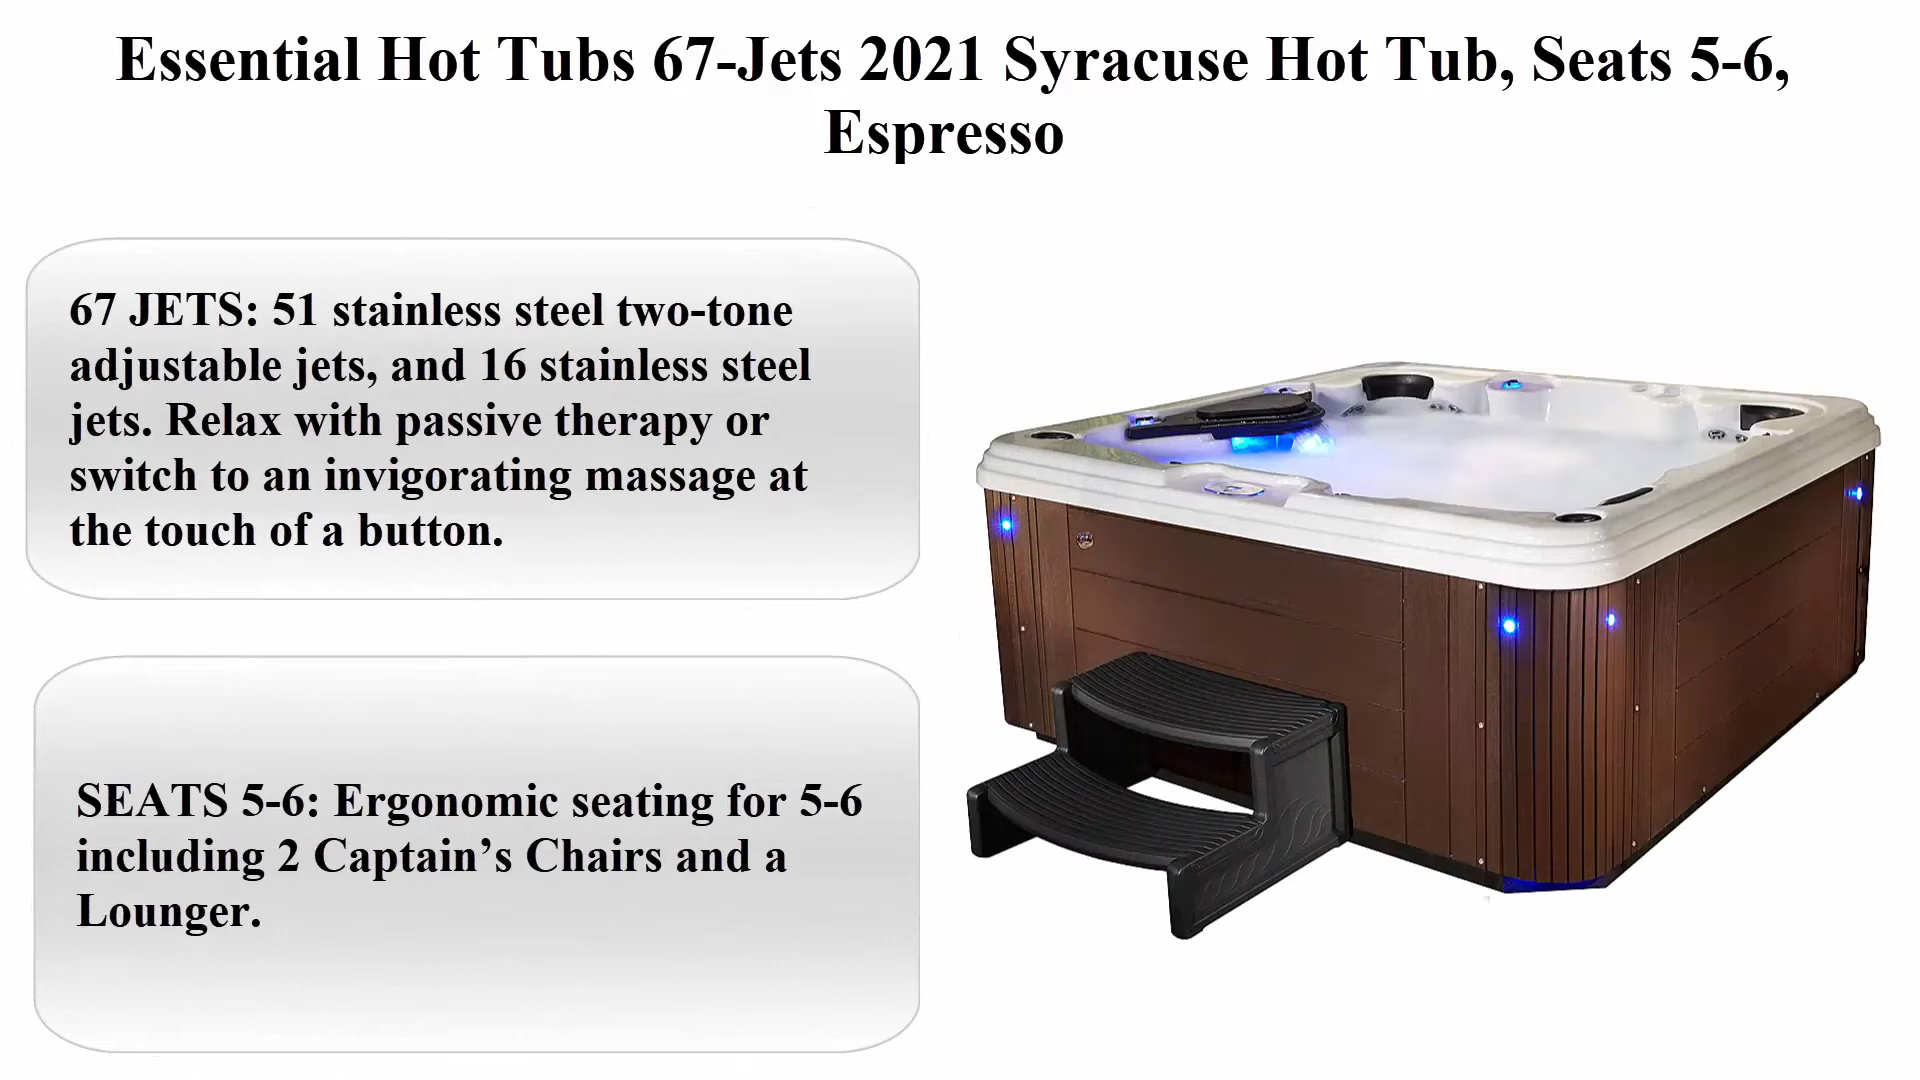 Essential Hot Tubs 67-Jets 2021 Syracuse Hot Tub, Seats 5-6,
Espresso
67 JETS: 51 stainless steel two-tone
adjustable jets, and 16 stainless steel
jets. Relax with passive therapy or
switch to an invigorating massage at
the touch of a button.
SEATS 5-6: Ergonomic seating for 5-6
including 2 Captain’s Chairs and a
Lounger.